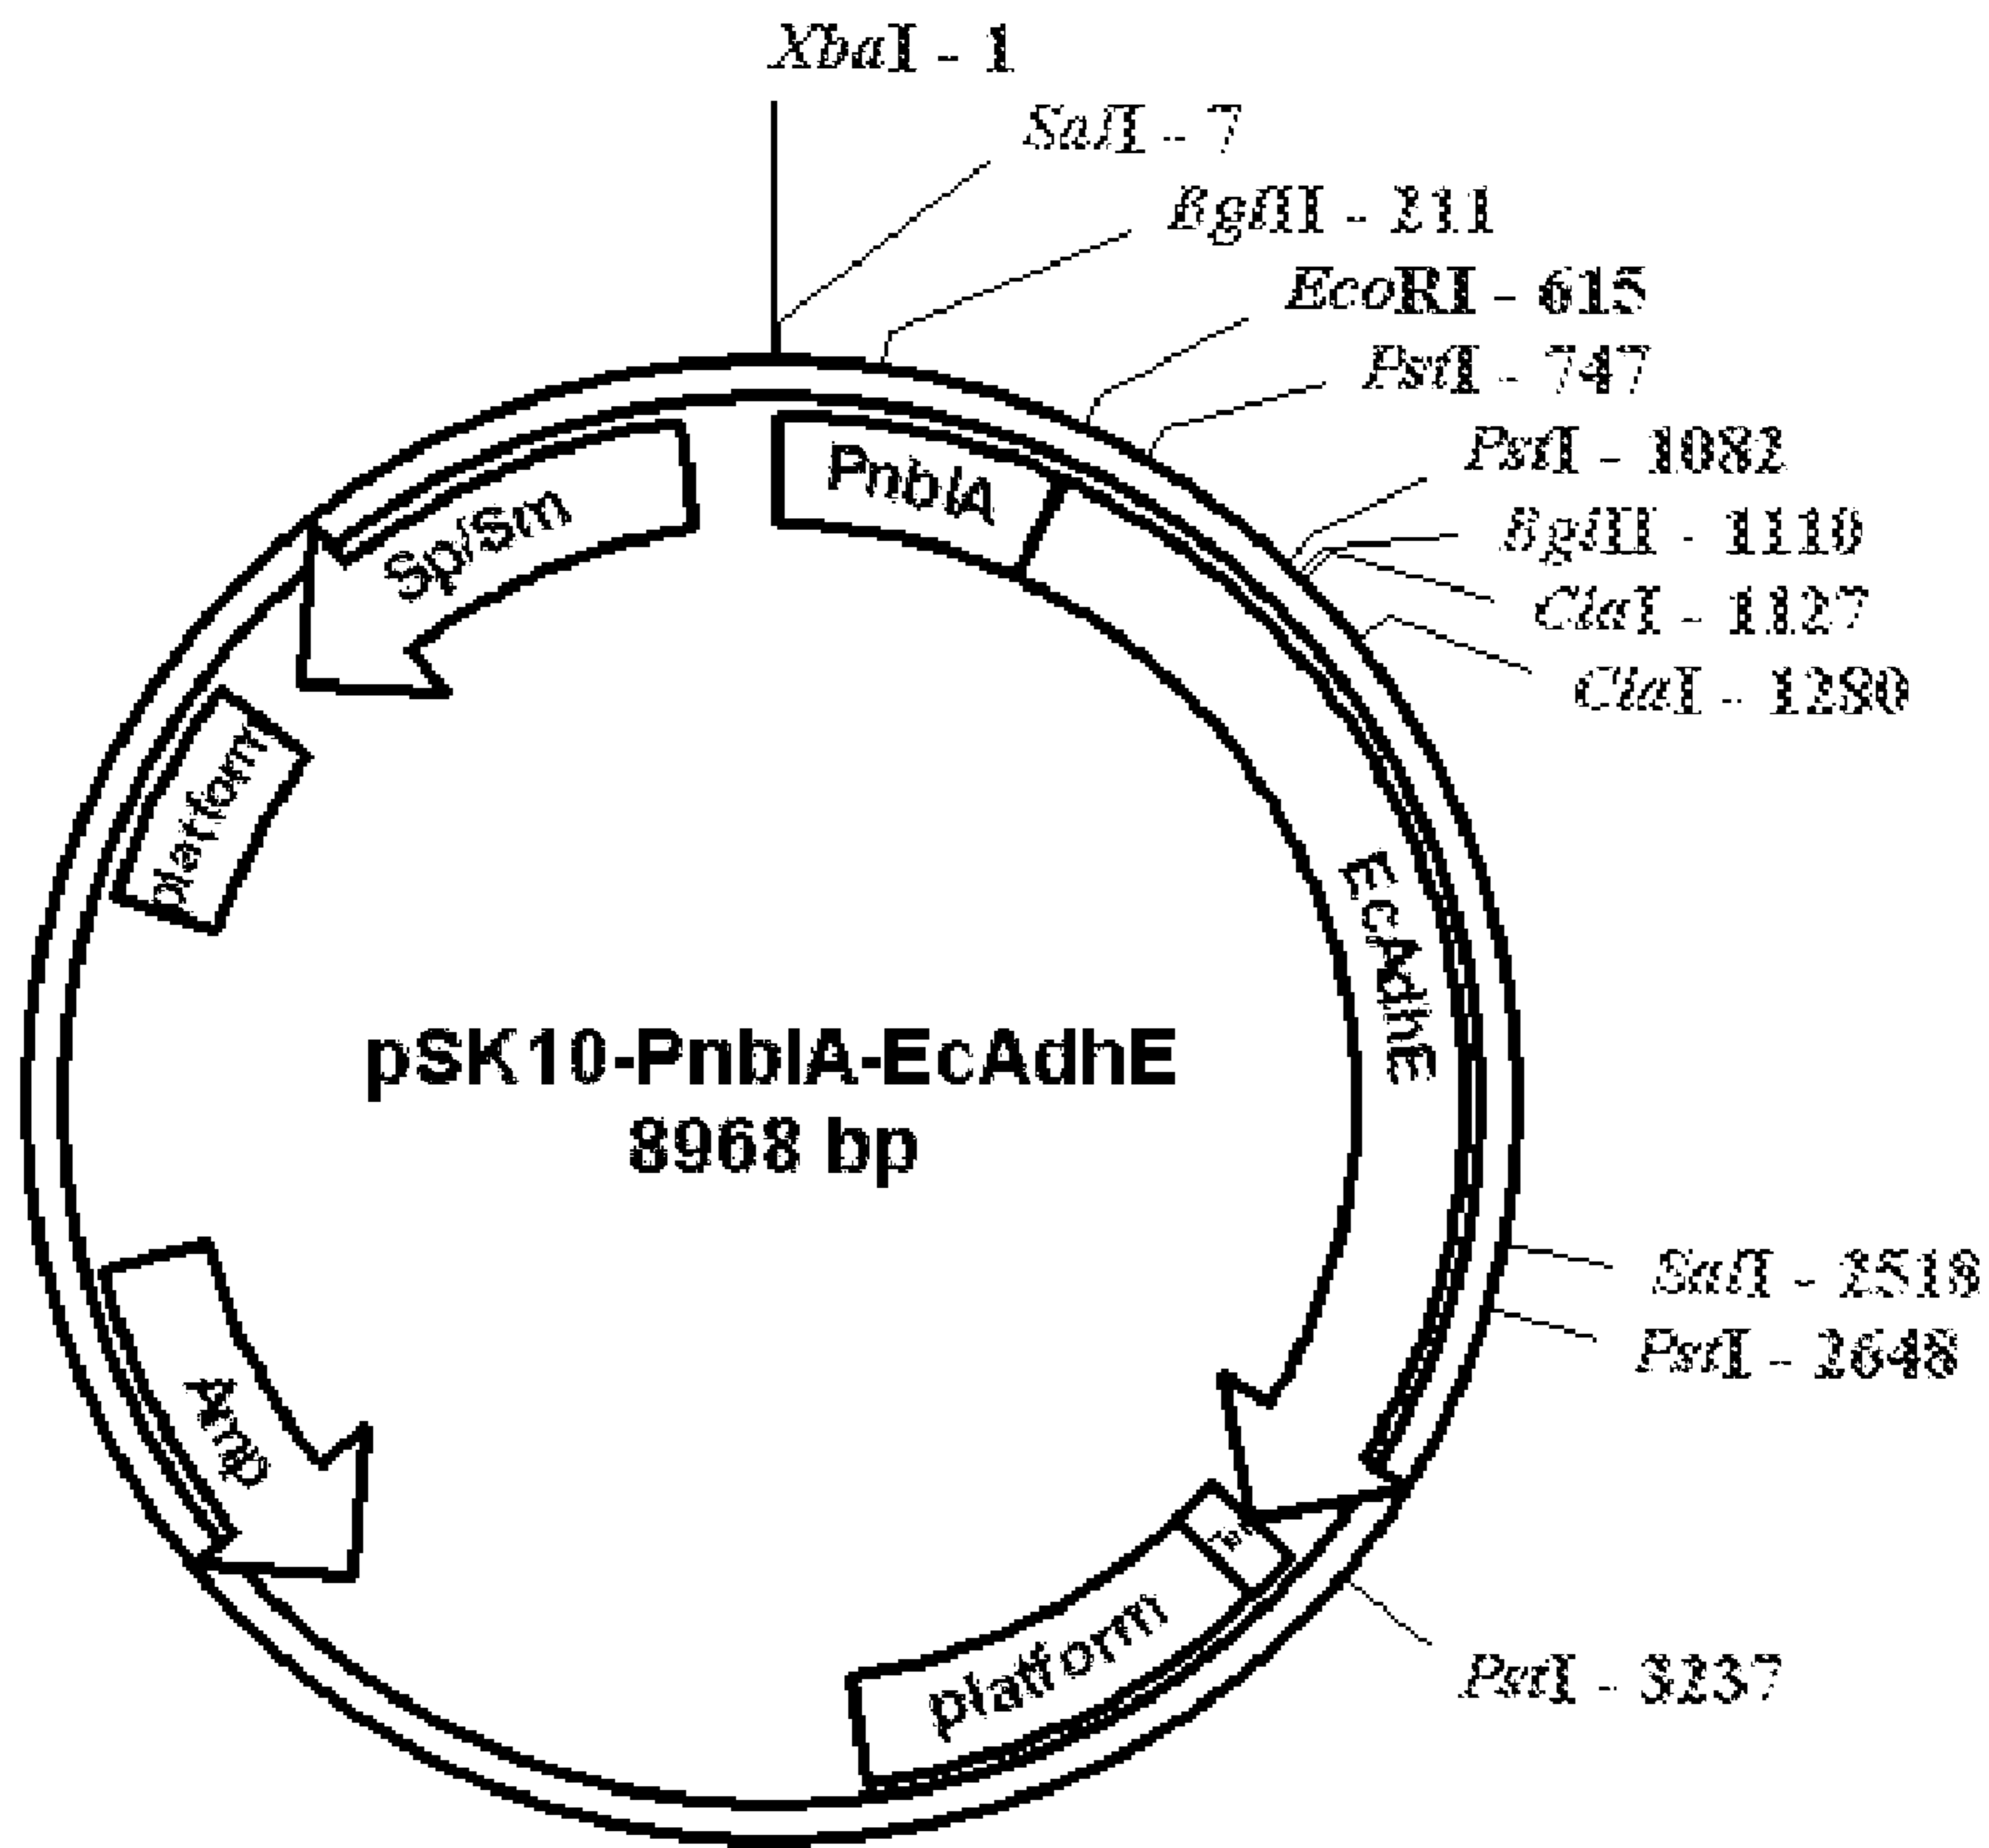 XbaI - 1
SalI - 7
BglII - 211
EcoRI - 615
PstI - 747
PstI - 1082
BglII - 1110
ClaI - 1127
ClaI - 1280
PnblA
Sp/Sm
platform
EcAdhE
pSK10-PnblA-EcAdhE
8968 bp
SalI - 2518
PstI - 2648
Amp
platform
PstI - 3237